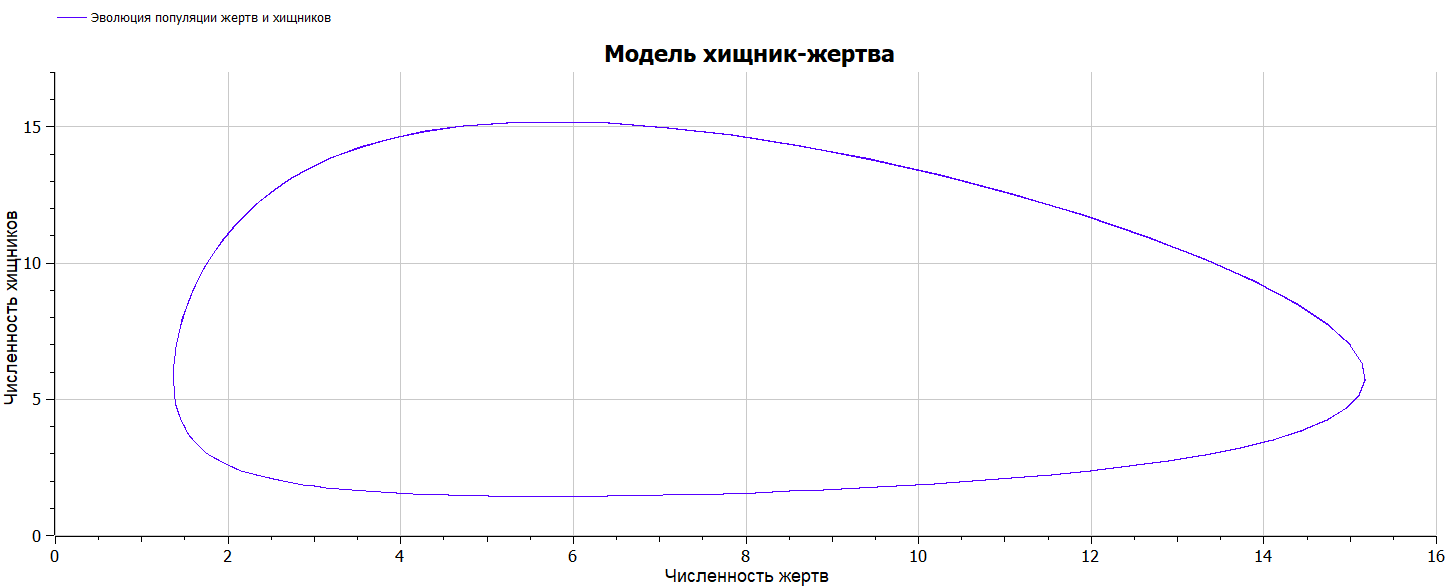 Эволюция популяции жертв и хищников
Модель хищник-жертва
Численность хищников
15
10
5
0
0 2 4 6 8 10 12 14 16
Численность жертв